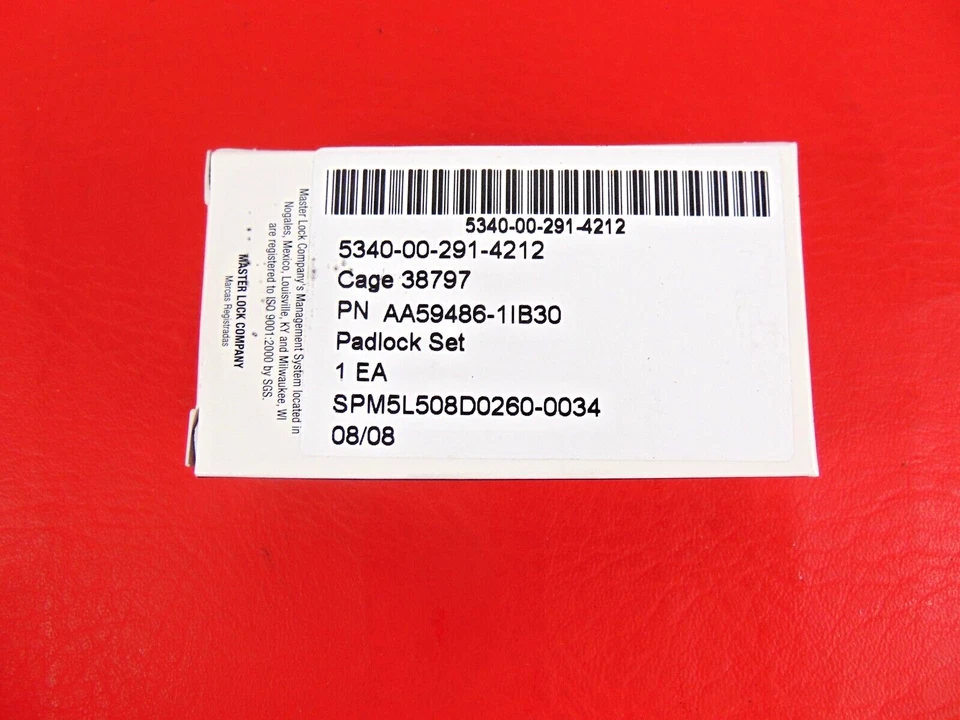 5340-00-291-4212
5340-00-291-4212
Cage 38797
PN AA59486-1IB30
Padlock Set
1 EA
SPM5L508D0260-0034
08/08
Master Lock Company's Management System located in
Nogales, Mexico, Louisville, KY and Milwaukee, WI
are registered to ISO 9001:2000 by SGS.
MASTER LOCK COMPANY
Marcas Registradas